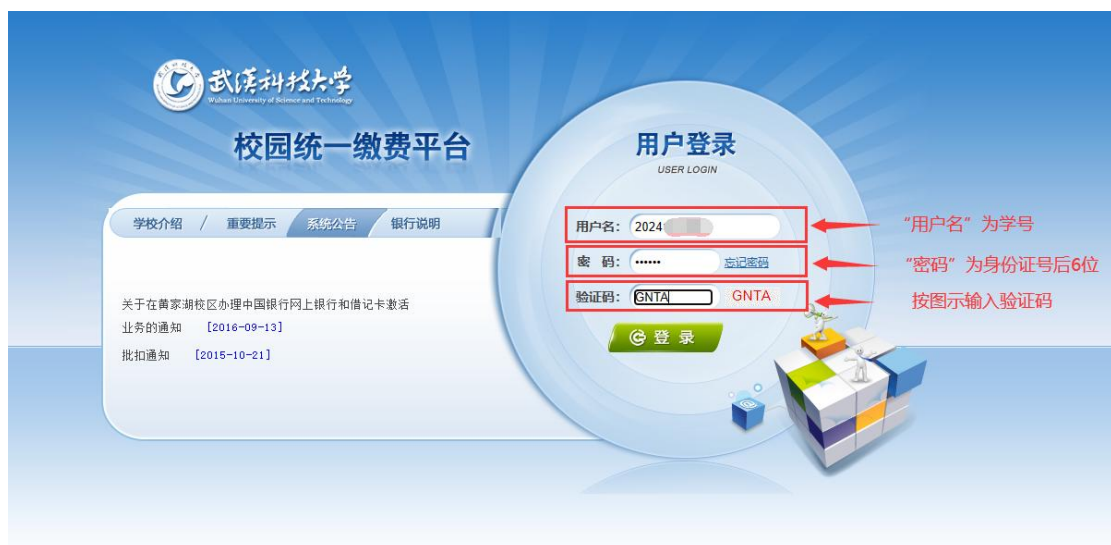 武汉科技大学
Wuhan University of Science and Technology
校园统一缴费平台
学校介绍 / 重要提示 系统公告 银行说明
关于在黄家湖校区办理中国银行网上银行和借记卡激活
业务的通知 [2016-09-13]
批扣通知 [2015-10-21]
用户登录
USER LOGIN
用户名: 2024
密 码: •••••• 忘记密码
验证码: GNTA GNTA
登 录
“用户名”为学号
“密码”为身份证号后6位
按图示输入验证码